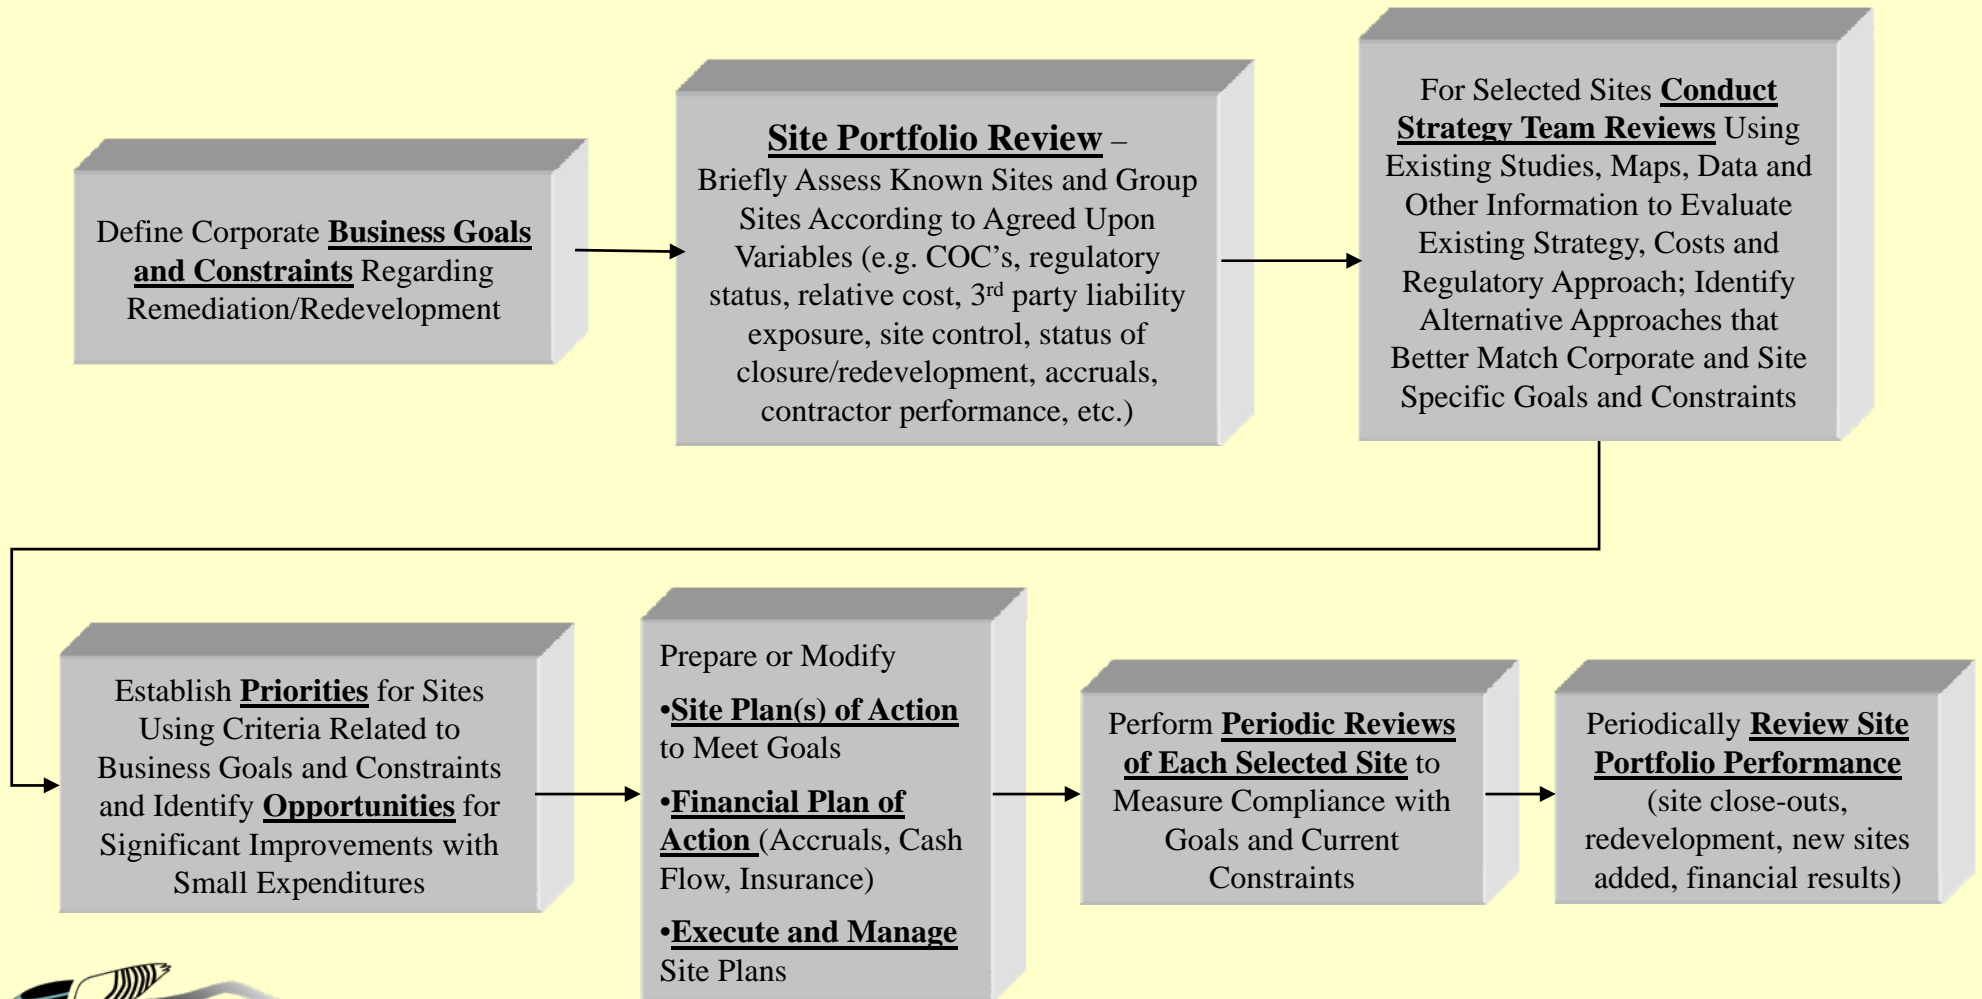 Define Corporate Business Goals
and Constraints Regarding
Remediation/Redevelopment
Site Portfolio Review –
Briefly Assess Known Sites and Group
Sites According to Agreed Upon
Variables (e.g. COC’s, regulatory
status, relative cost, 3rd party liability
exposure, site control, status of
closure/redevelopment, accruals,
contractor performance, etc.)
For Selected Sites Conduct
Strategy Team Reviews Using
Existing Studies, Maps, Data and
Other Information to Evaluate
Existing Strategy, Costs and
Regulatory Approach; Identify
Alternative Approaches that
Better Match Corporate and Site
Specific Goals and Constraints
Establish Priorities for Sites
Using Criteria Related to
Business Goals and Constraints
and Identify Opportunities for
Significant Improvements with
Small Expenditures
Prepare or Modify
•Site Plan(s) of Action
to Meet Goals
•Financial Plan of
Action (Accruals, Cash
Flow, Insurance)
•Execute and Manage
Site Plans
Perform Periodic Reviews
of Each Selected Site to
Measure Compliance with
Goals and Current
Constraints
Periodically Review Site
Portfolio Performance
(site close-outs,
redevelopment, new sites
added, financial results)